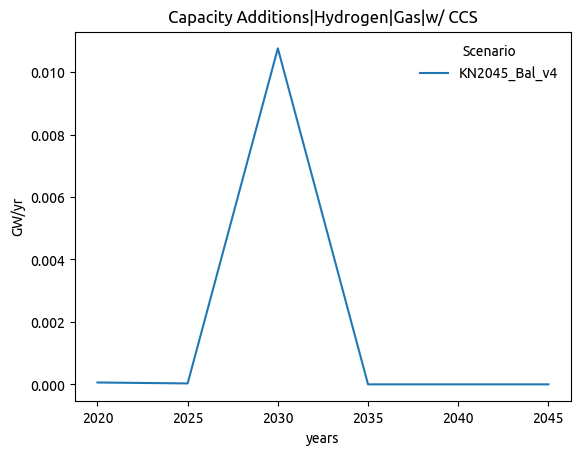 Capacity Additions|Hydrogen|Gas|w/ CCS
Scenario
KN2045_Bal_v4
GW/yr
0.010
0.008
0.006
0.004
0.002
0.000
2020 2025 2030 2035 2040 2045
years